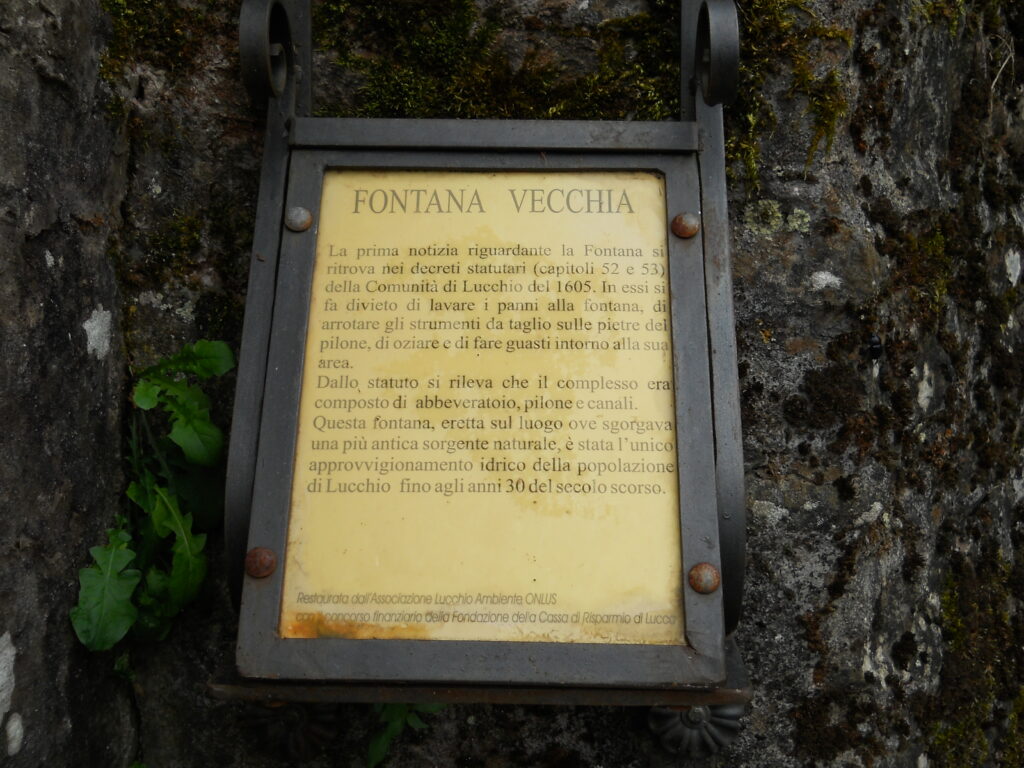 FONTANA VECCHIA
La prima notizia riguardante la Fontana si
ritrova nei decreti statutari (capitoli 52 e 53)
della Comunità di Lucchio del 1605. In essi si
fa divieto di lavare i panni alla fontana, di
arrotare gli strumenti da taglio sulle pietre del
pilone, di oziare e di fare guasti intorno alla sua
area.
Dallo statuto si rileva che il complesso era
composto di abbeveratoio, pilone e canali.
Questa fontana, eretta sul luogo ove sgorgava
una più antica sorgente naturale, è stata l'unico
approvvigionamento idrico della popolazione
di Lucchio fino agli anni 30 del secolo scorso.
Restaurata dall'Associazione Lucchio Ambiente ONLUS
con il concorso finanziario della Fondazione della Cassa di Risparmio di Lucca